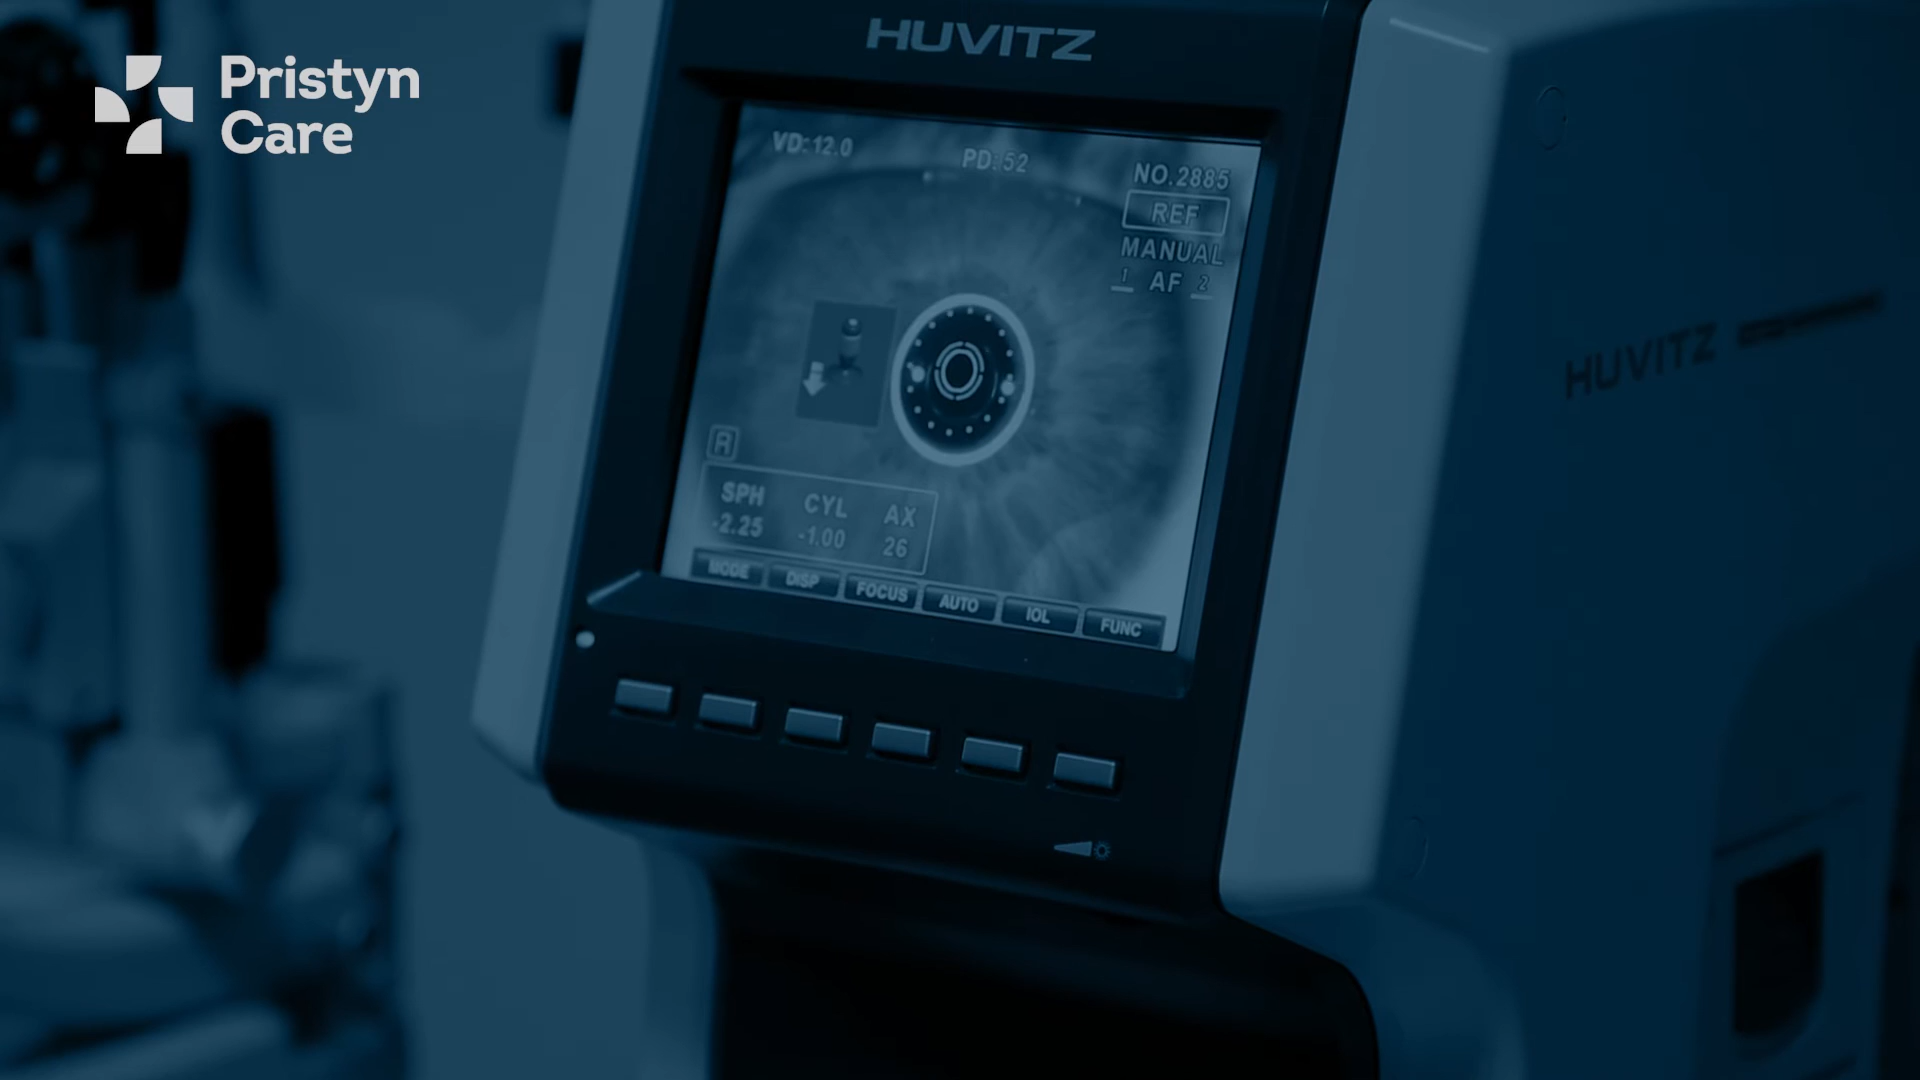 Pristyn
Care
HUVITZ
VD: 12.0
PD: 52
NO.2885
REF
MANUAL
1 AF 2
R
SPH CYL AX
-2.25 -1.00 26
MODE DISP FOCUS AUTO IOL FUNC
HUVITZ